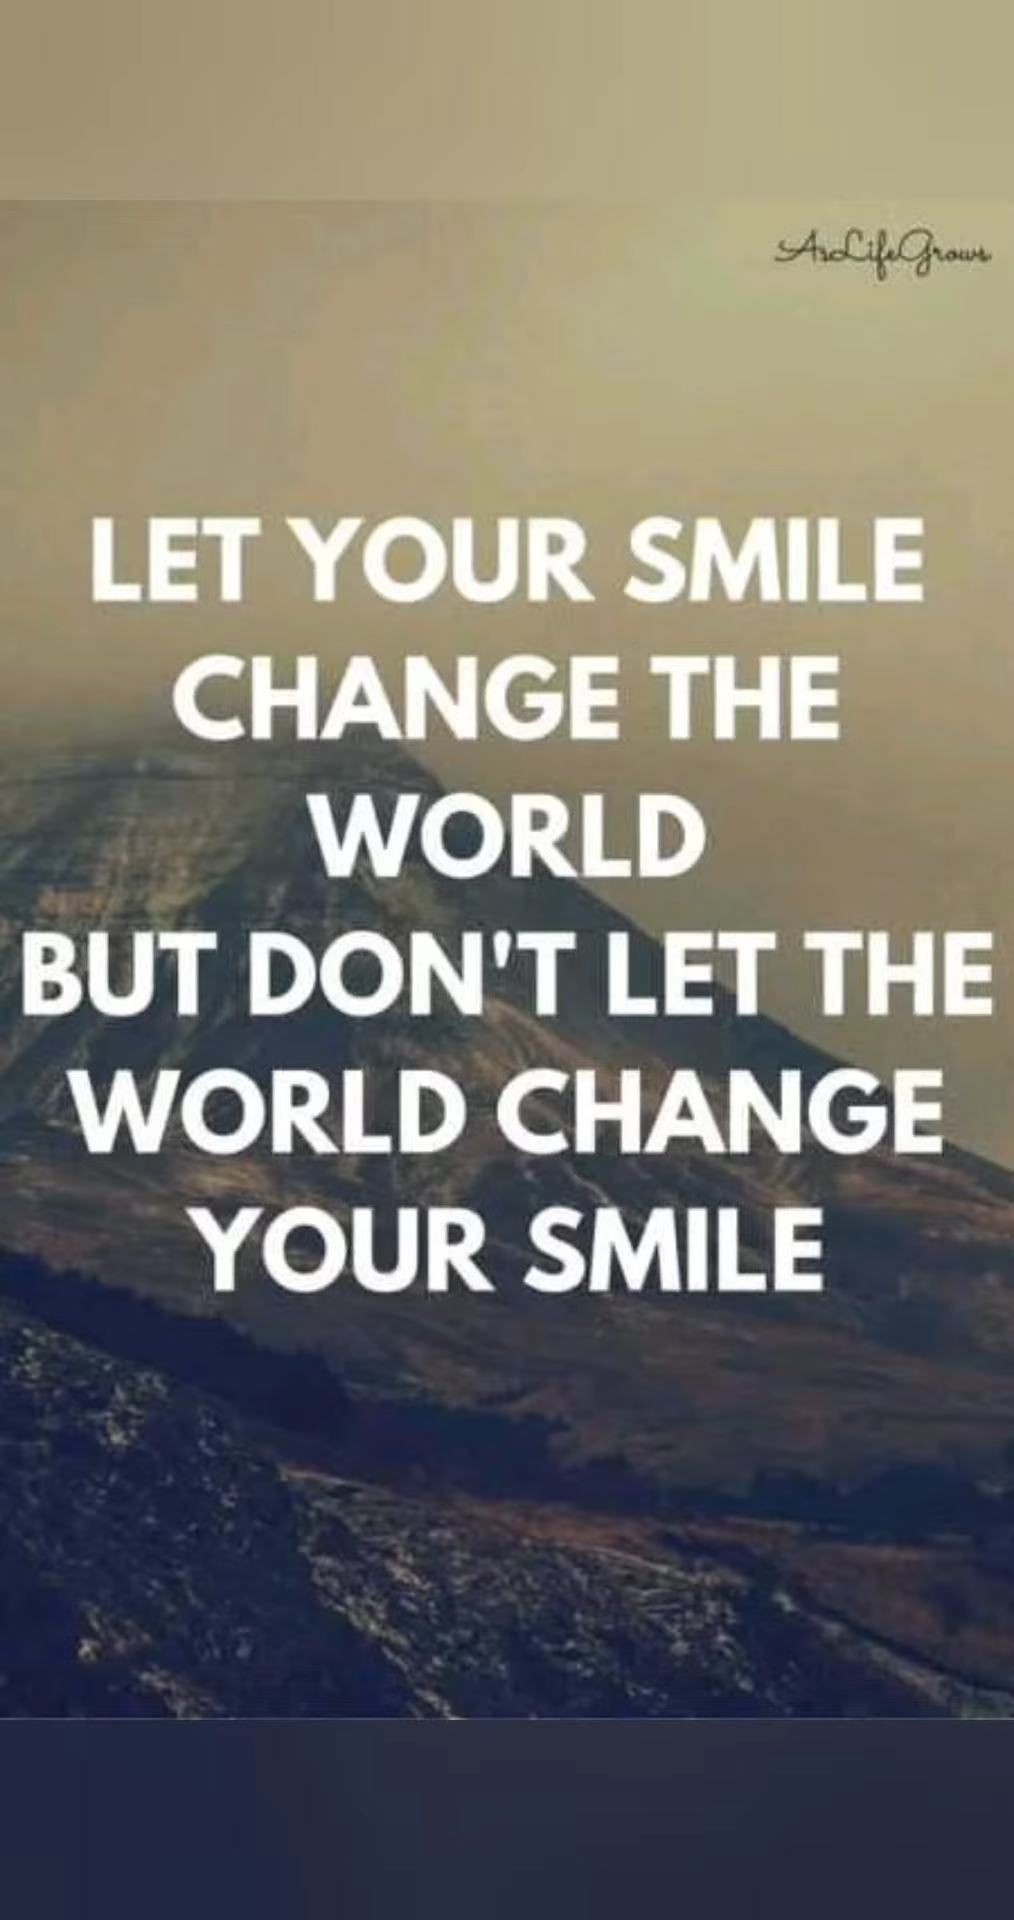 AsLifeGrows
LET YOUR SMILE
CHANGE THE
WORLD
BUT DON'T LET THE
WORLD CHANGE
YOUR SMILE